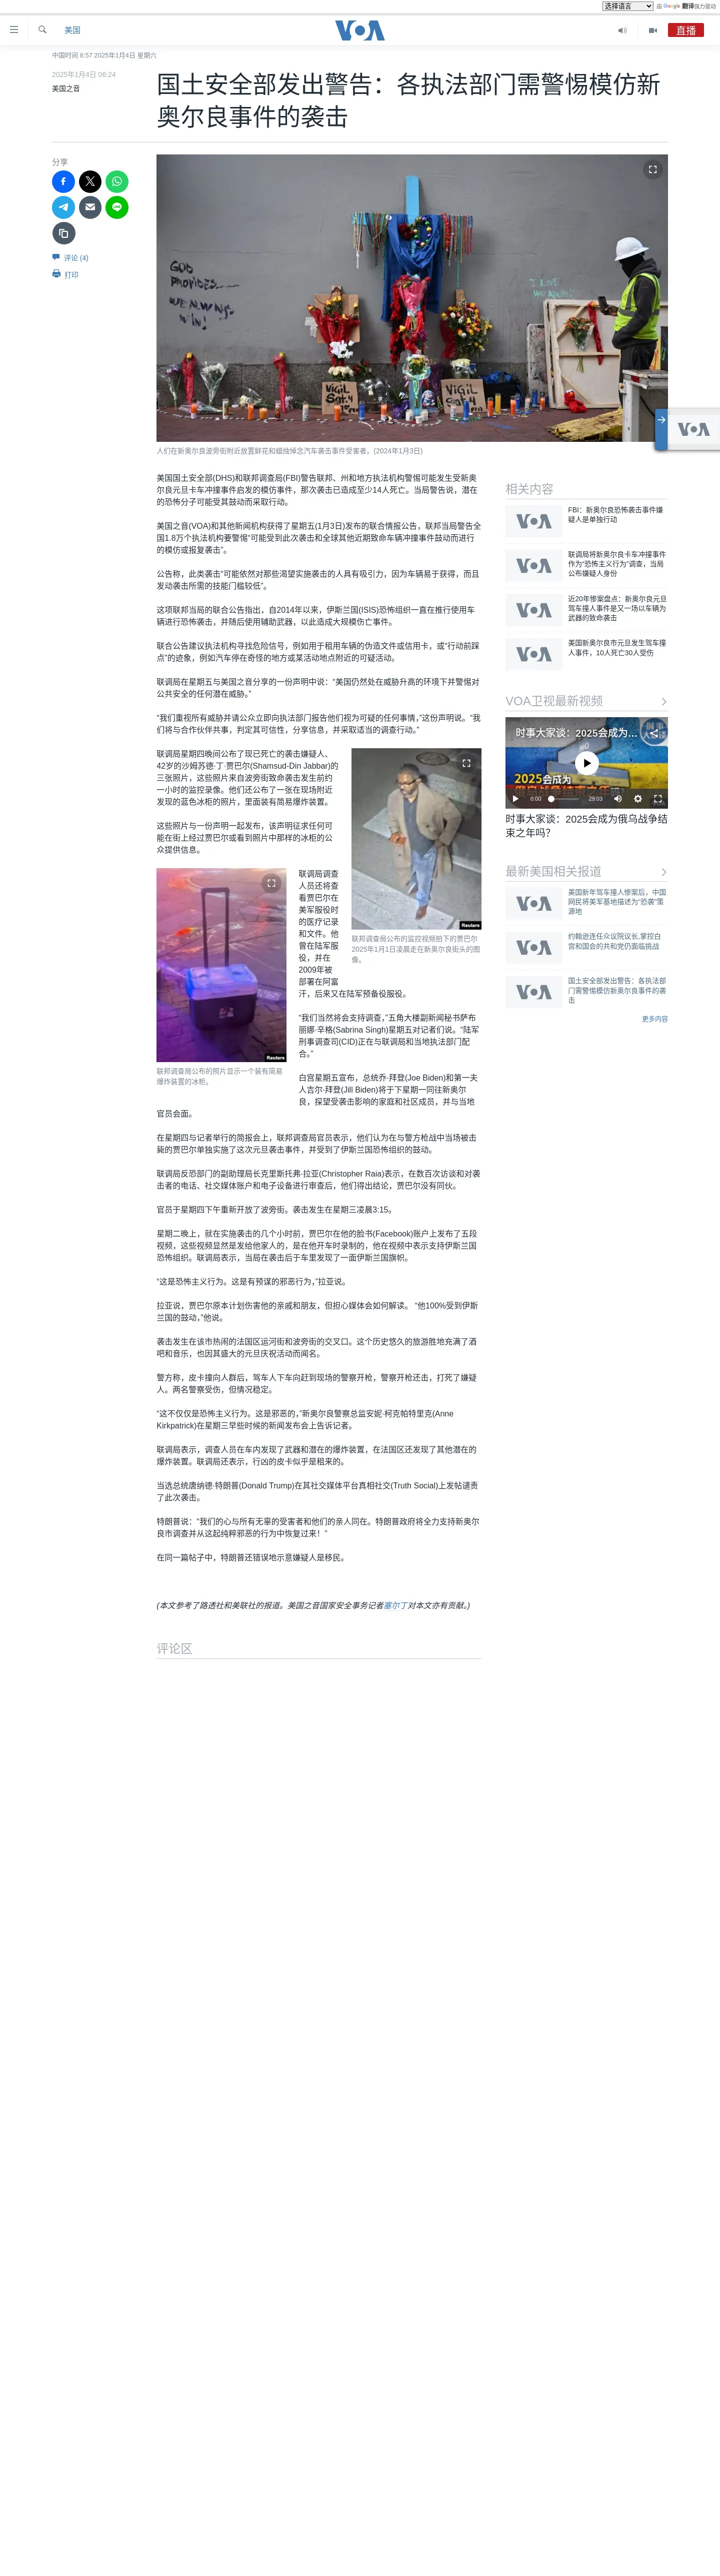 选择语言
由 Google 翻译强力驱动
美国
VOA
直播
中国时间 8:57 2025年1月4日 星期六
2025年1月4日 06:24
美国之音
国土安全部发出警告：各执法部门需警惕模仿新
奥尔良事件的袭击
分享
评论 (4)
打印
GOD
PROVIDES...
WE ALWAYS
WIN!
VIGIL
Sat. 4
7pm
VIGIL
Sat. 4
7pm
人们在新奥尔良波旁街附近放置鲜花和蜡烛悼念汽车袭击事件受害者。(2024年1月3日)
VOA
美国国土安全部(DHS)和联邦调查局(FBI)警告联邦、州和地方执法机构警惕可能发生受新奥
尔良元旦卡车冲撞事件启发的模仿事件，那次袭击已造成至少14人死亡。当局警告说，潜在
的恐怖分子可能受其鼓动而采取行动。
美国之音(VOA)和其他新闻机构获得了星期五(1月3日)发布的联合情报公告，联邦当局警告全
国1.8万个执法机构要警惕“可能受到此次袭击和全球其他近期致命车辆冲撞事件鼓动而进行
的模仿或报复袭击”。
公告称，此类袭击“可能依然对那些渴望实施袭击的人具有吸引力，因为车辆易于获得，而且
发动袭击所需的技能门槛较低”。
这项联邦当局的联合公告指出，自2014年以来，伊斯兰国(ISIS)恐怖组织一直在推行使用车
辆进行恐怖袭击，并随后使用辅助武器，以此造成大规模伤亡事件。
联合公告建议执法机构寻找危险信号，例如用于租用车辆的伪造文件或信用卡，或“行动前踩
点”的迹象，例如汽车停在奇怪的地方或某活动地点附近的可疑活动。
联邦调局在星期五与美国之音分享的一份声明中说：“美国仍然处在威胁升高的环境下并警惕对
公共安全的任何潜在威胁。”
“我们重视所有威胁并请公众立即向执法部门报告他们视为可疑的任何事情，”这份声明说。“我
们将与合作伙伴共事，判定其可信性，分享信息，并采取适当的调查行动。”
联调局星期四晚间公布了现已死亡的袭击嫌疑人、
42岁的沙姆苏德·丁·贾巴尔(Shamsud-Din Jabbar)的
三张照片，这些照片来自波旁街致命袭击发生前约
一小时的监控录像。他们还公布了一张在现场附近
发现的蓝色冰柜的照片，里面装有简易爆炸装置。
这些照片与一份声明一起发布，该声明征求任何可
能在街上经过贾巴尔或看到照片中那样的冰柜的公
众提供信息。
Reuters
联邦调查局公布的监控视频拍下的贾巴尔
2025年1月1日凌晨走在新奥尔良街头的图
像。
Reuters
联邦调查局公布的照片显示一个装有简易
爆炸装置的冰柜。
联调局调查
人员还将查
看贾巴尔在
美军服役时
的医疗记录
和文件。他
曾在陆军服
役，并在
2009年被
部署在阿富
汗，后来又在陆军预备役服役。
“我们当然将会支持调查，”五角大楼副新闻秘书萨布
丽娜·辛格(Sabrina Singh)星期五对记者们说。“陆军
刑事调查司(CID)正在与联调局和当地执法部门配
合。”
白宫星期五宣布，总统乔·拜登(Joe Biden)和第一夫
人吉尔·拜登(Jill Biden)将于下星期一同往新奥尔
良，探望受袭击影响的家庭和社区成员，并与当地
官员会面。
在星期四与记者举行的简报会上，联邦调查局官员表示，他们认为在与警方枪战中当场被击
毙的贾巴尔单独实施了这次元旦袭击事件，并受到了伊斯兰国恐怖组织的鼓动。
联调局反恐部门的副助理局长克里斯托弗·拉亚(Christopher Raia)表示，在数百次访谈和对袭
击者的电话、社交媒体账户和电子设备进行审查后，他们得出结论，贾巴尔没有同伙。
官员于星期四下午重新开放了波旁街。袭击发生在星期三凌晨3:15。
星期二晚上，就在实施袭击的几个小时前，贾巴尔在他的脸书(Facebook)账户上发布了五段
视频，这些视频显然是发给他家人的，是在他开车时录制的，他在视频中表示支持伊斯兰国
恐怖组织。联调局表示，当局在袭击后于车里发现了一面伊斯兰国旗帜。
“这是恐怖主义行为。这是有预谋的邪恶行为，”拉亚说。
拉亚说，贾巴尔原本计划伤害他的亲戚和朋友，但担心媒体会如何解读。 “他100%受到伊斯
兰国的鼓动，”他说。
袭击发生在该市热闹的法国区运河街和波旁街的交叉口。这个历史悠久的旅游胜地充满了酒
吧和音乐，也因其盛大的元旦庆祝活动而闻名。
警方称，皮卡撞向人群后，驾车人下车向赶到现场的警察开枪，警察开枪还击，打死了嫌疑
人。两名警察受伤，但情况稳定。
“这不仅仅是恐怖主义行为。这是邪恶的，”新奥尔良警察总监安妮·柯克帕特里克(Anne
Kirkpatrick)在星期三早些时候的新闻发布会上告诉记者。
联调局表示，调查人员在车内发现了武器和潜在的爆炸装置，在法国区还发现了其他潜在的
爆炸装置。联调局还表示，行凶的皮卡似乎是租来的。
当选总统唐纳德·特朗普(Donald Trump)在其社交媒体平台真相社交(Truth Social)上发帖谴责
了此次袭击。
特朗普说：“我们的心与所有无辜的受害者和他们的亲人同在。特朗普政府将全力支持新奥尔
良市调查并从这起纯粹邪恶的行为中恢复过来！”
在同一篇帖子中，特朗普还错误地示意嫌疑人是移民。
(本文参考了路透社和美联社的报道。美国之音国家安全事务记者塞尔丁对本文亦有贡献。)
评论区
相关内容
VOA
FBI：新奥尔良恐怖袭击事件嫌
疑人是单独行动
VOA
联调局将新奥尔良卡车冲撞事件
作为“恐怖主义行为”调查，当局
公布嫌疑人身份
VOA
近20年惨案盘点：新奥尔良元旦
驾车撞人事件是又一场以车辆为
武器的致命袭击
VOA
美国新奥尔良市元旦发生驾车撞
人事件，10人死亡30人受伤
VOA卫视最新视频
时事大家谈：2025会成为…
2025会成为
0:00
29:03
时事大家谈：2025会成为俄乌战争结
束之年吗?
最新美国相关报道
VOA
美国新年驾车撞人惨案后，中国
网民将美军基地描述为“恐袭”策
源地
VOA
约翰逊连任众议院议长,掌控白
宫和国会的共和党仍面临挑战
VOA
国土安全部发出警告：各执法部
门需警惕模仿新奥尔良事件的袭
击
更多内容